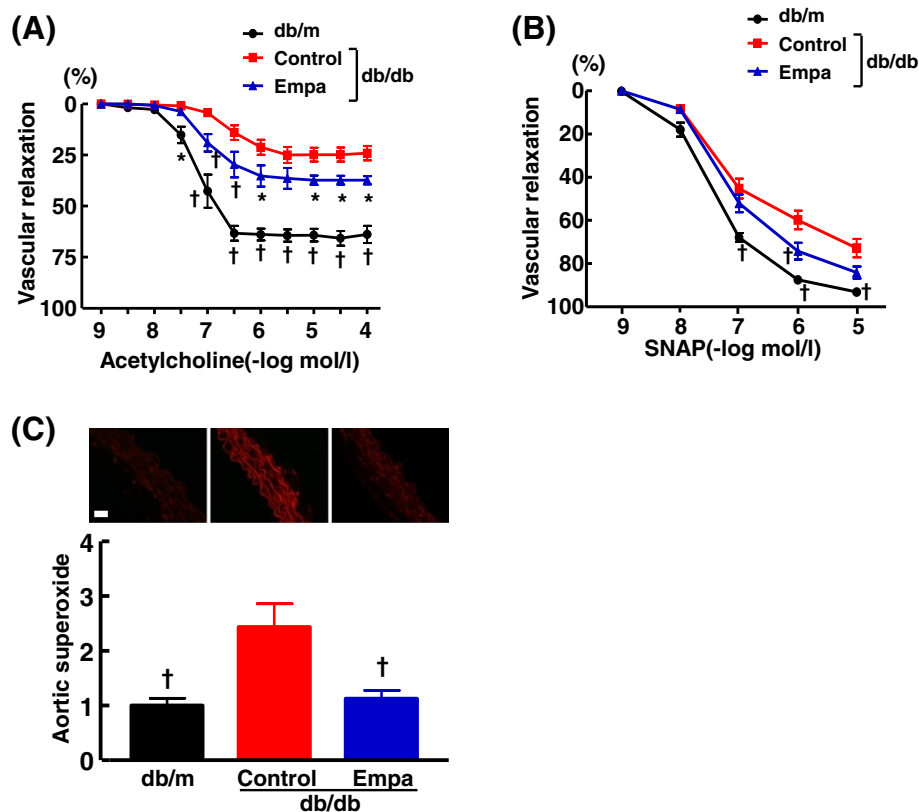 (A)
db/m
Control
Empa
db/db
(%)
0
25
50
75
100
Vascular relaxation
* † † * * * *
† † † † † † †
9 8 7 6 5 4
Acetylcholine(-log mol/l)
(B)
db/m
Control
Empa
db/db
(%)
0
20
40
60
80
100
Vascular relaxation
† † † †
9 8 7 6 5
SNAP(-log mol/l)
(C)
4
3
2
1
0
Aortic superoxide
† †
db/m Control Empa
db/db